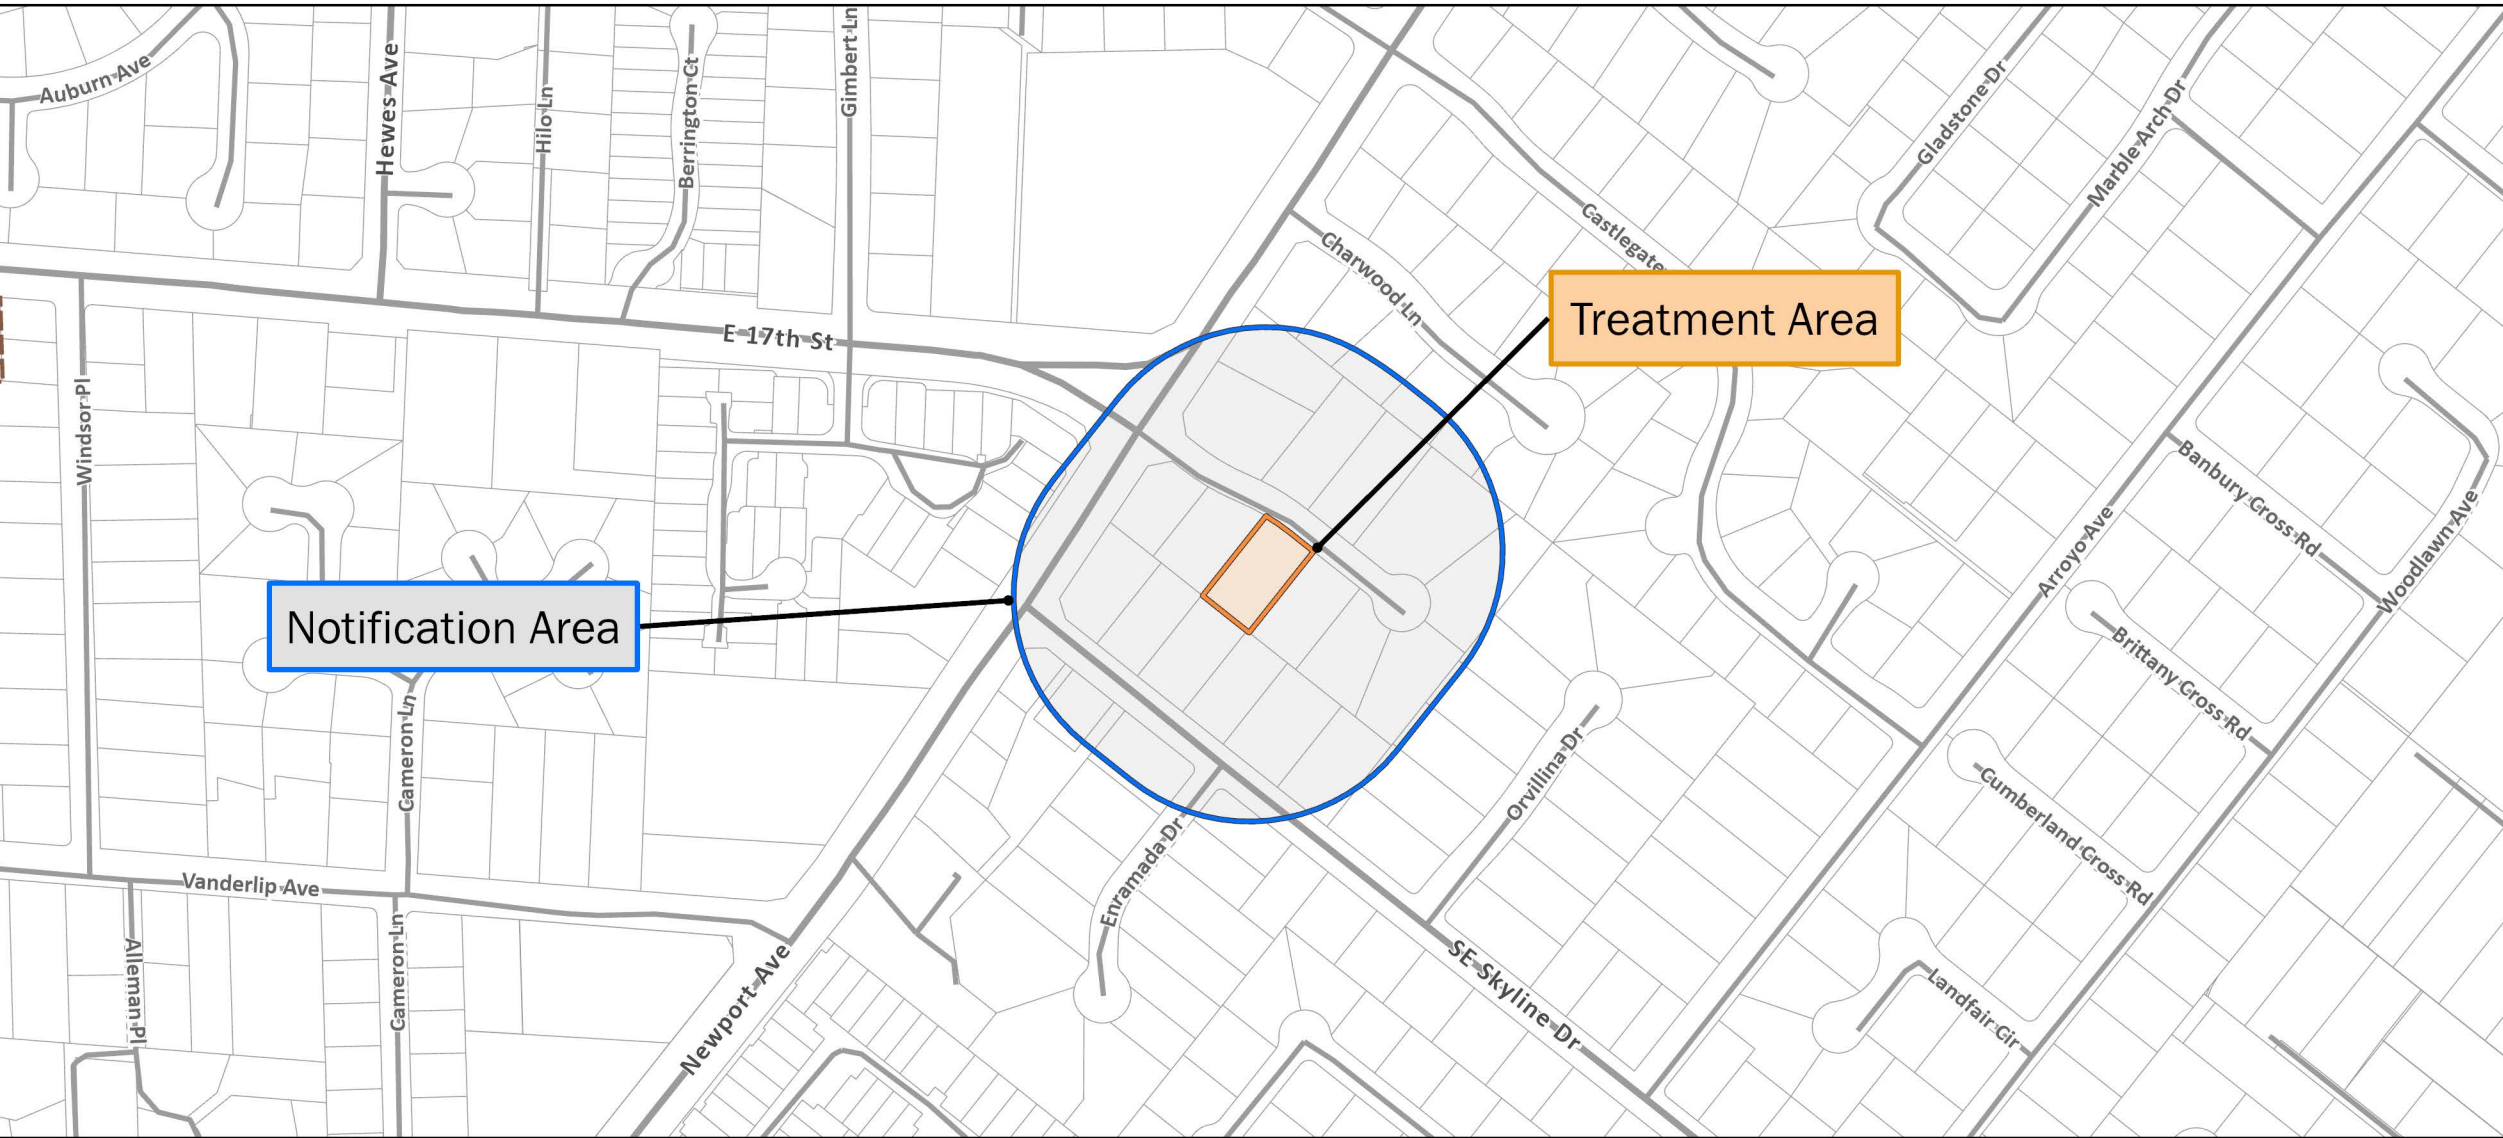 Auburn Ave
Hewes Ave
Hilo Ln
Berrington Ct
Gimbert Ln
Gladstone Dr
Marble Arch Dr
Castlegate
Charwood Ln
Treatment Area
E 17th St
Windsor Pl
Banbury Cross Rd
Arroyo Ave
Woodlawn Ave
Notification Area
Brittany Cross Rd
Cameron Ln
Orvillina Dr
Cumberland Cross Rd
Enramada Dr
Vanderlip Ave
Alleman Pl
Cameron Ln
Newport Ave
SE Skyline Dr
Landfair Cir